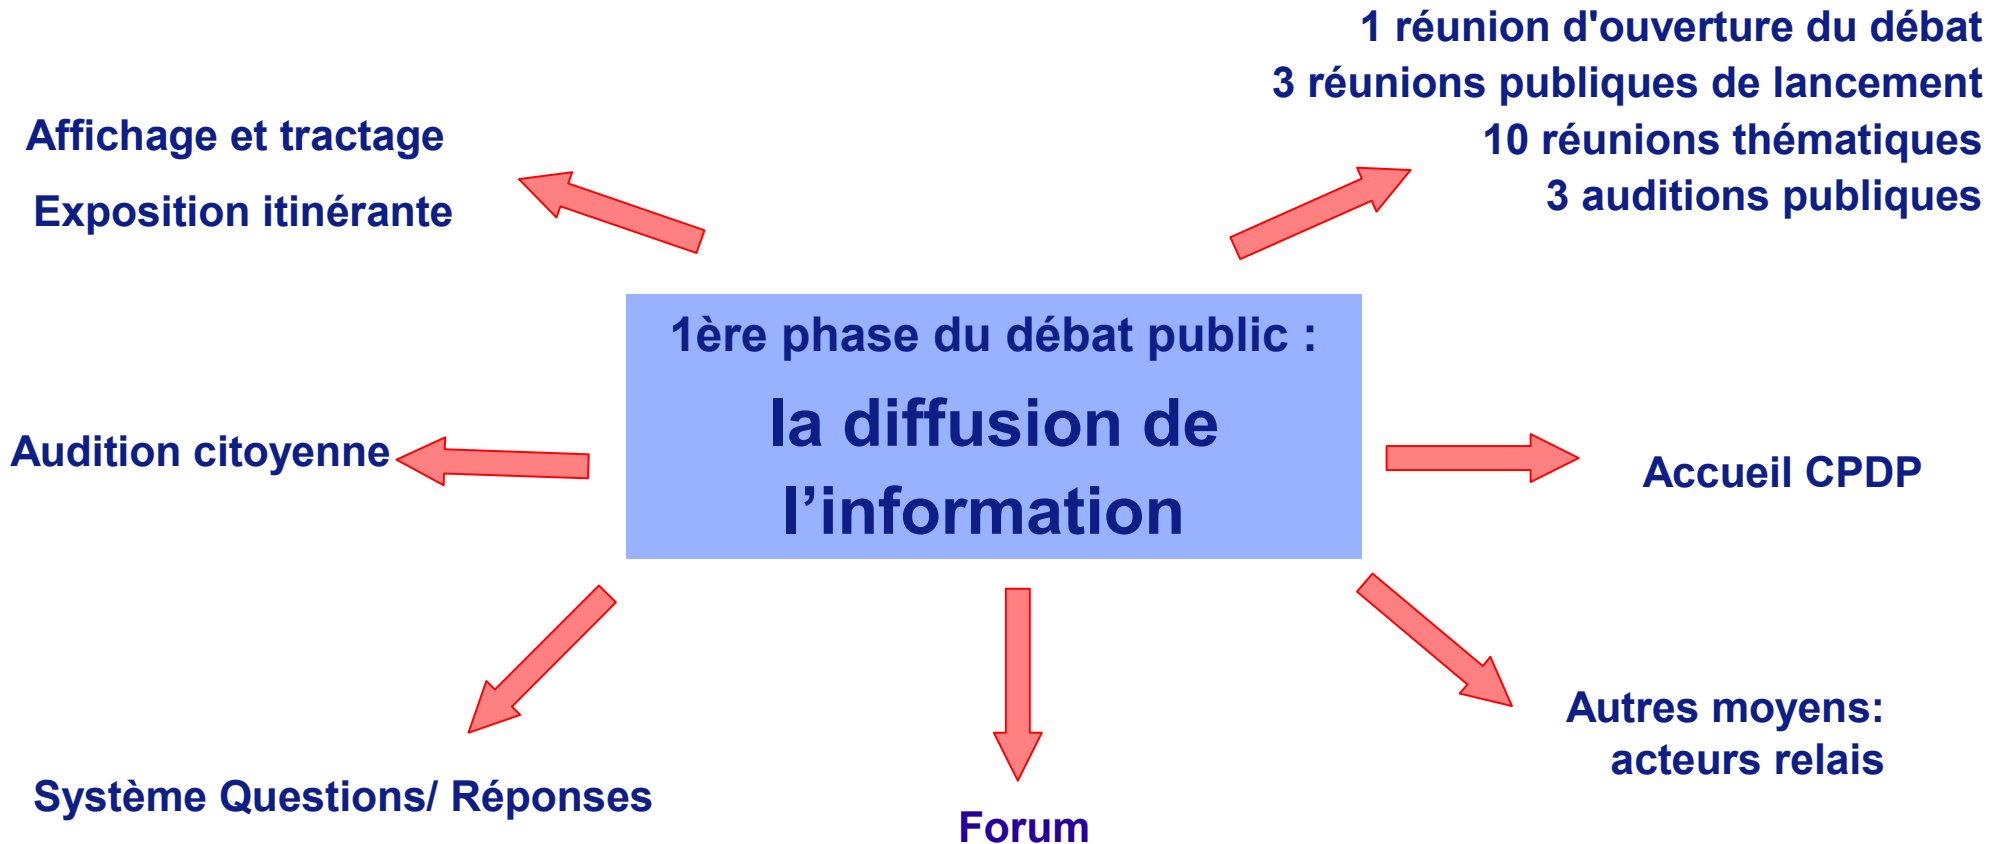 1 réunion d'ouverture du débat
3 réunions publiques de lancement
10 réunions thématiques
3 auditions publiques
Affichage et tractage
Exposition itinérante
1ère phase du débat public :
la diffusion de
l’information
Audition citoyenne
Accueil CPDP
Autres moyens:
acteurs relais
Système Questions/ Réponses
Forum